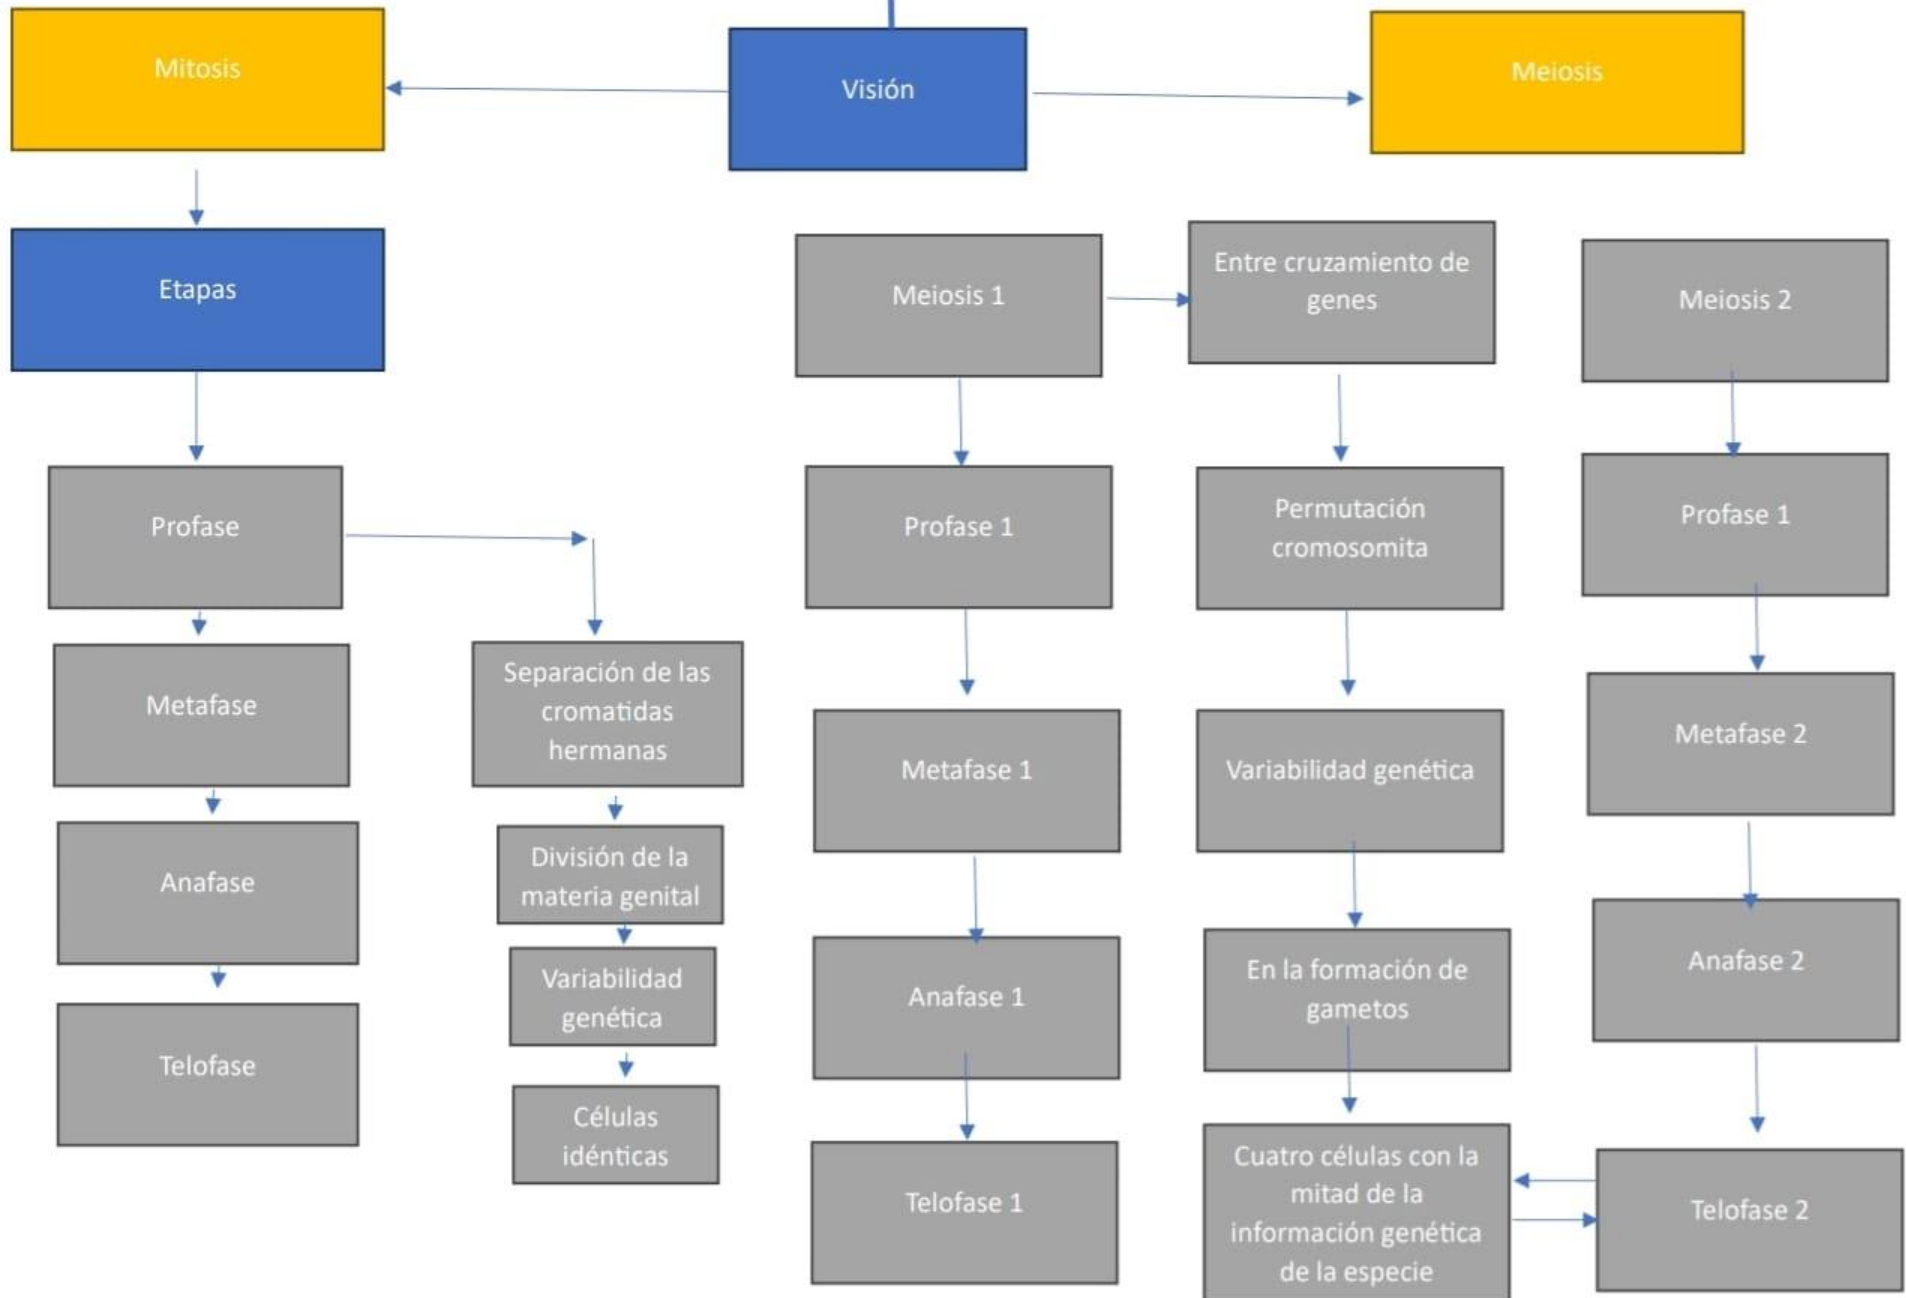 Mitosis
Visión
Meiosis
Etapas
Meiosis 1
Entre cruzamiento de
genes
Meiosis 2
Profase
Profase 1
Permutación
cromosomita
Profase 1
Metafase
Separación de las
cromatidas
hermanas
Metafase 1
Variabilidad genética
Metafase 2
Anafase
División de la
materia genital
Variabilidad
genética
Anafase 1
En la formación de
gametos
Anafase 2
Telofase
Células
idénticas
Telofase 1
Cuatro células con la
mitad de la
información genética
de la especie
Telofase 2